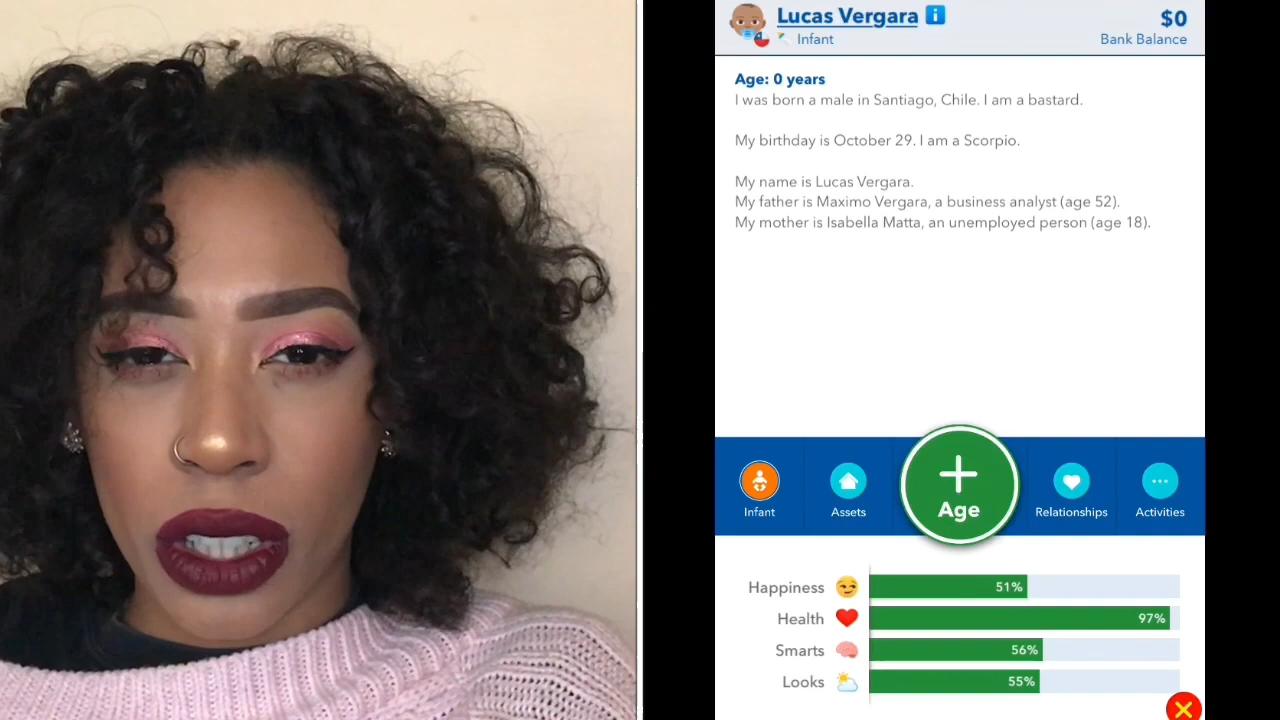 Lucas Vergara
$0
Infant
Bank Balance
Age: 0 years
I was born a male in Santiago, Chile. I am a bastard.
My birthday is October 29. I am a Scorpio.
My name is Lucas Vergara.
My father is Maximo Vergara, a business analyst (age 52).
My mother is Isabella Matta, an unemployed person (age 18).
Infant
Assets
Age
Relationships
Activities
Happiness 51%
Health 97%
Smarts 56%
Looks 55%